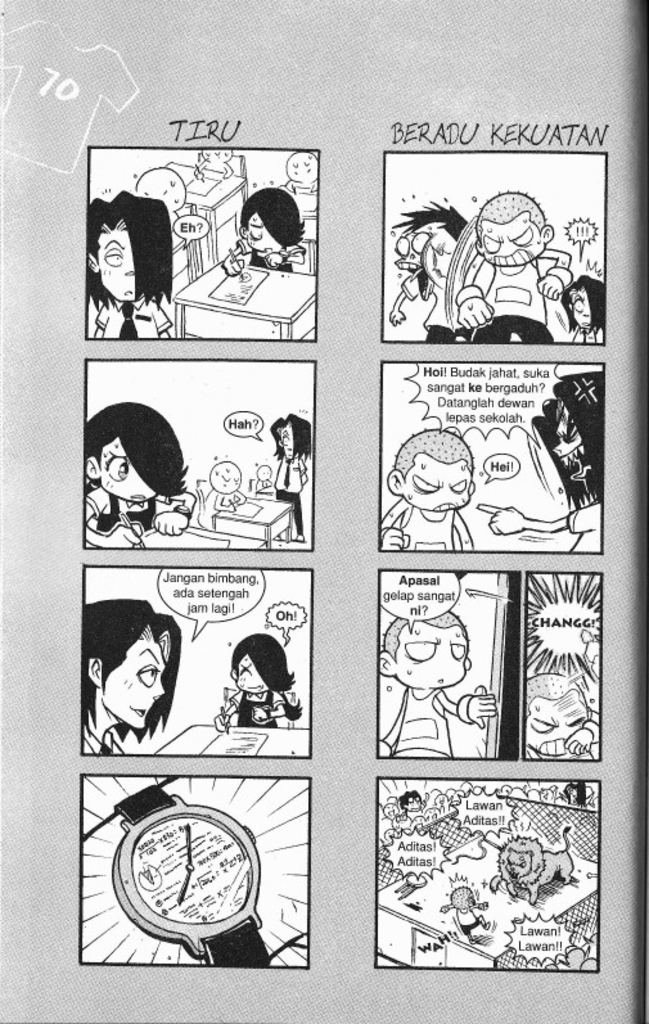 10
TIRU
Eh?
Hah?
Jangan bimbang,
ada setengah
jam lagi!
Oh!
BERADU KEKUATAN
!!!
Hoi! Budak jahat, suka
sangat ke bergaduh?
Datanglah dewan
lepas sekolah.
Hei!
Apasal
gelap sangat
ni?
CHANGG!
Lawan
Aditas!!
Aditas!
Aditas!
WAH!!
Lawan!
Lawan!!